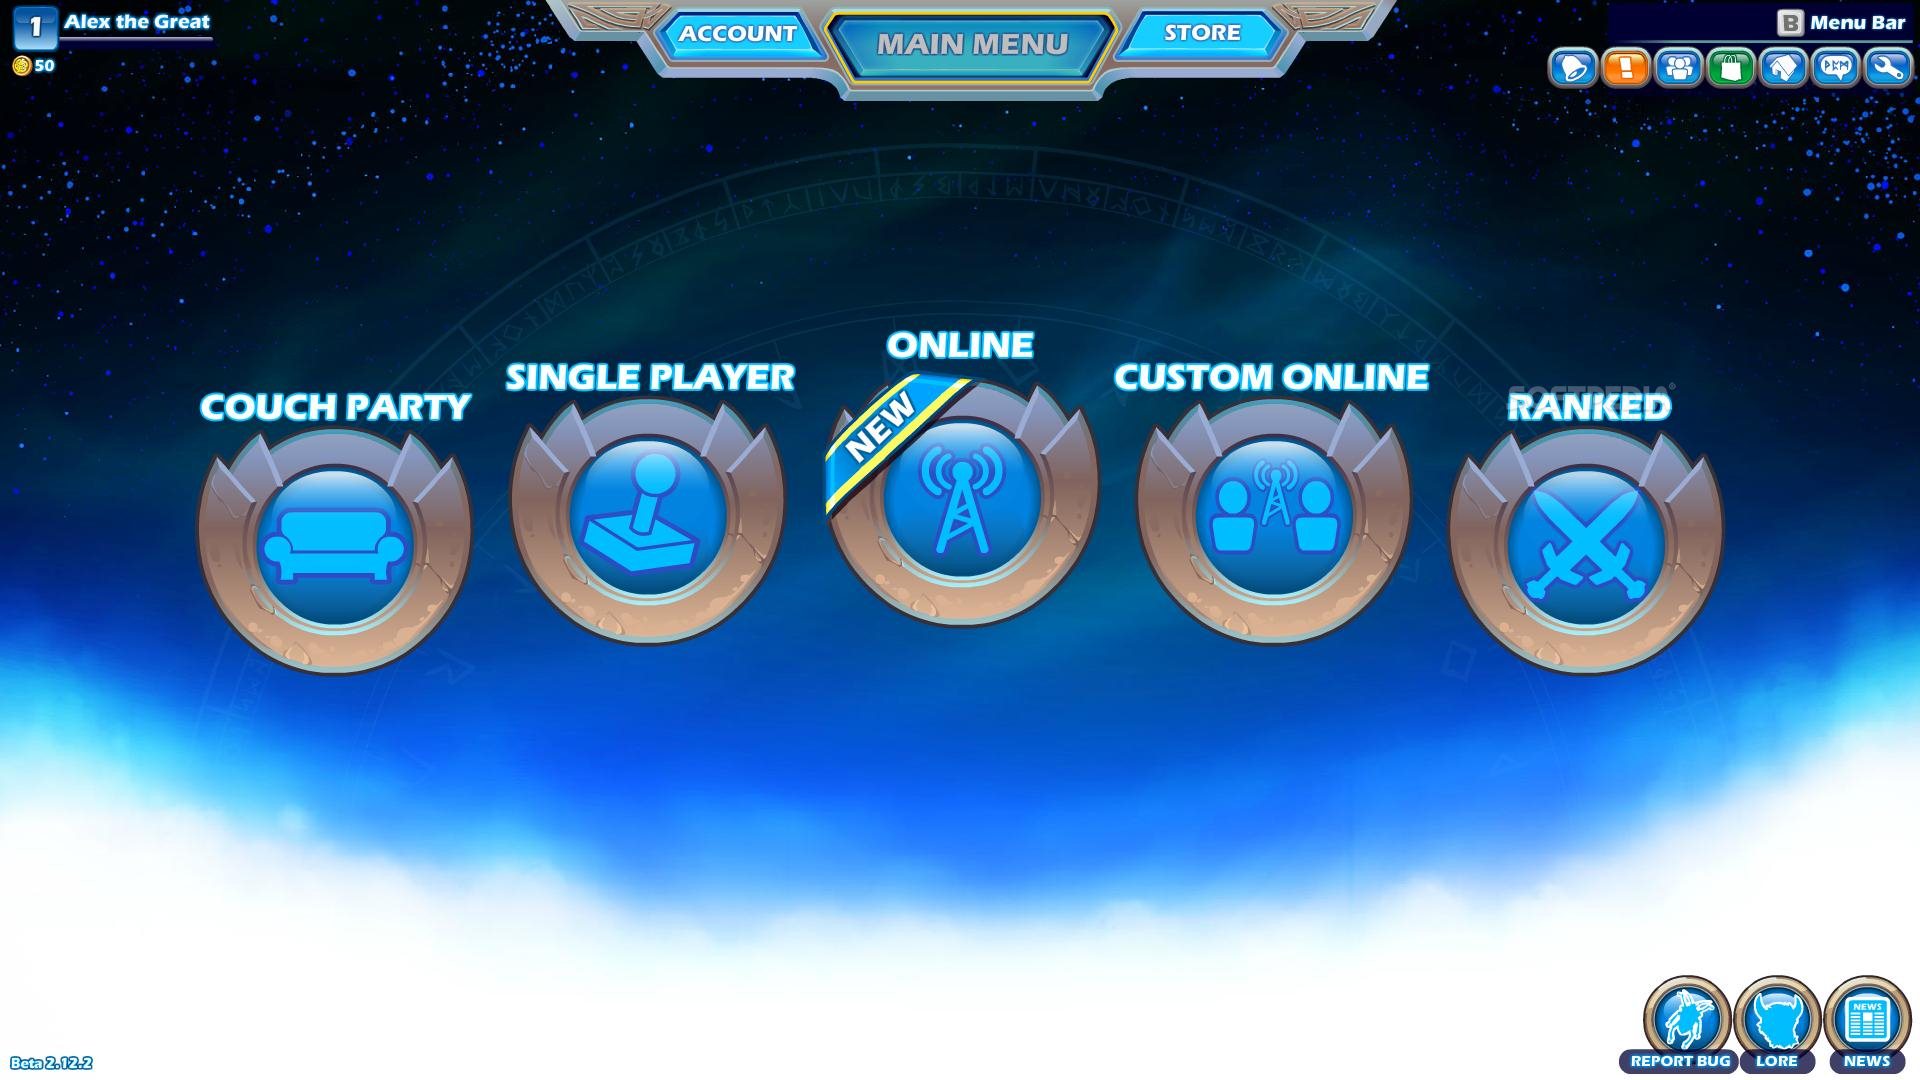 1 Alex the Great
50
ACCOUNT
MAIN MENU
STORE
B Menu Bar
COUCH PARTY
SINGLE PLAYER
ONLINE
NEW
CUSTOM ONLINE
SOFTPEDIA®
RANKED
NEWS
REPORT BUG
LORE
NEWS
Beta 2.12.2